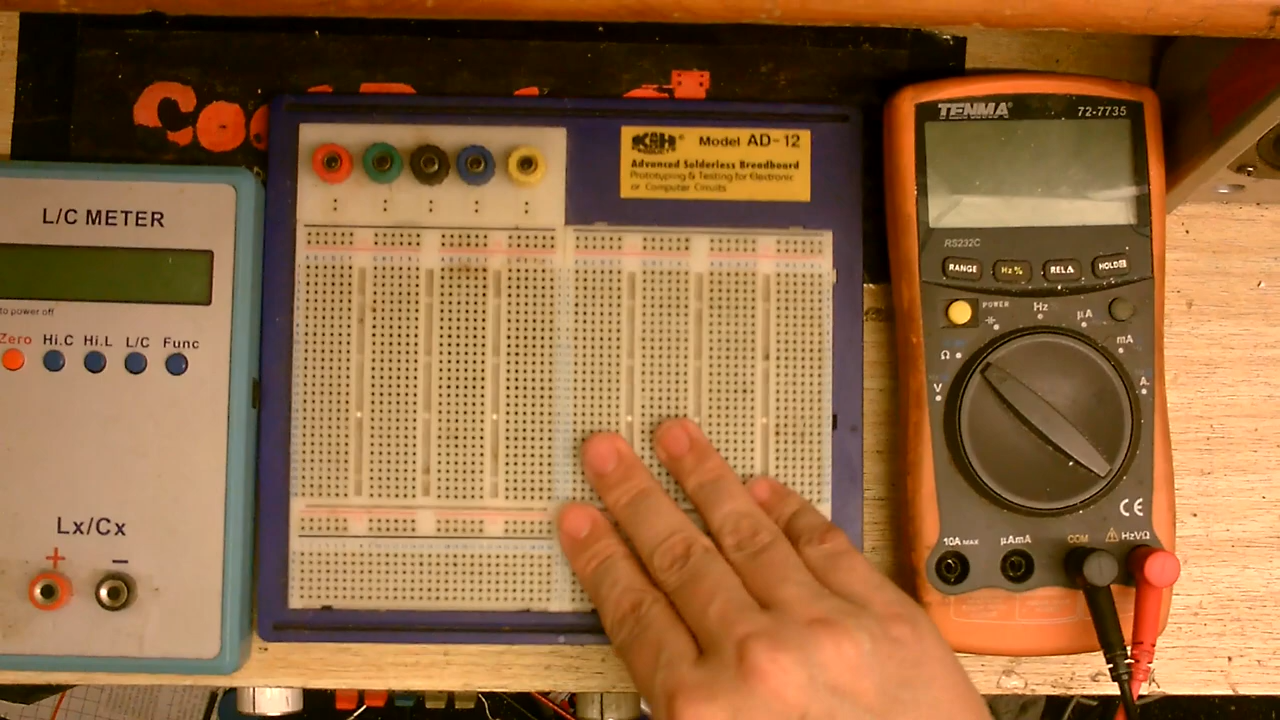 L/C METER
to power off
Zero Hi.C Hi.L L/C Func
Lx/Cx
+ −
K&H®
PRODUCTS
Model AD-12
Advanced Solderless Breadboard
Prototyping & Testing for Electronic
or Computer Circuits
TENMA®
72-7735
RS232C
RANGE Hz% RELΔ HOLD
POWER
Hz
μA
mA
A
Ω
V
10A MAX μAmA COM HzVΩ
CE